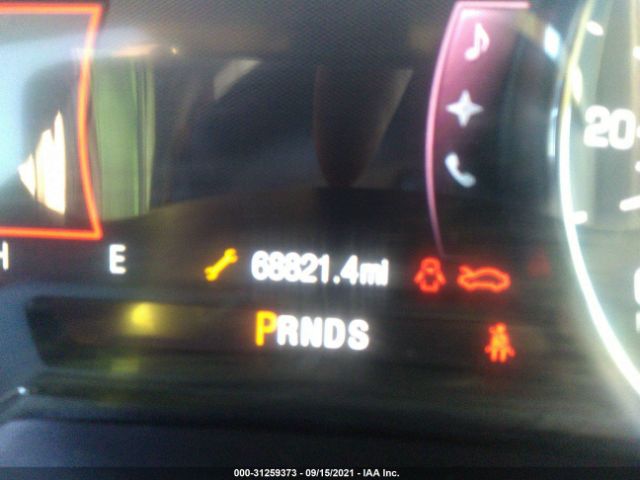 20
H E 68821.4mi
PRNDS
000-31259373 - 09/15/2021 - IAA Inc.